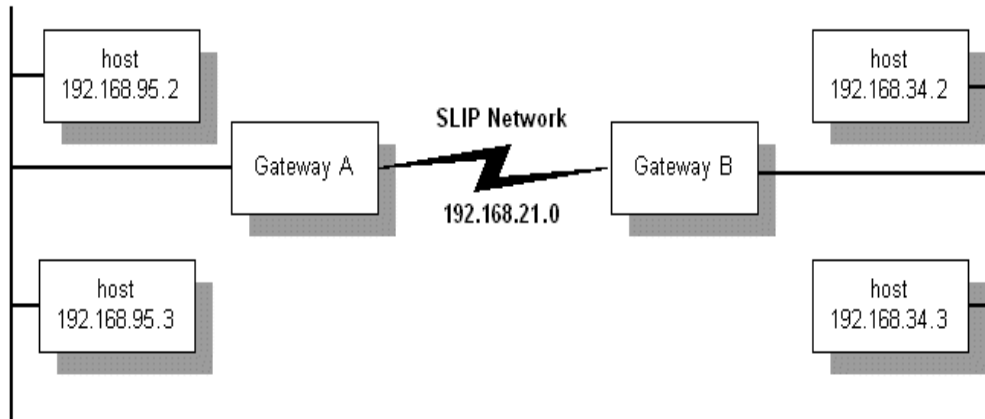 host
192.168.95.2
host
192.168.34.2
SLIP Network
Gateway A
Gateway B
192.168.21.0
host
192.168.95.3
host
192.168.34.3